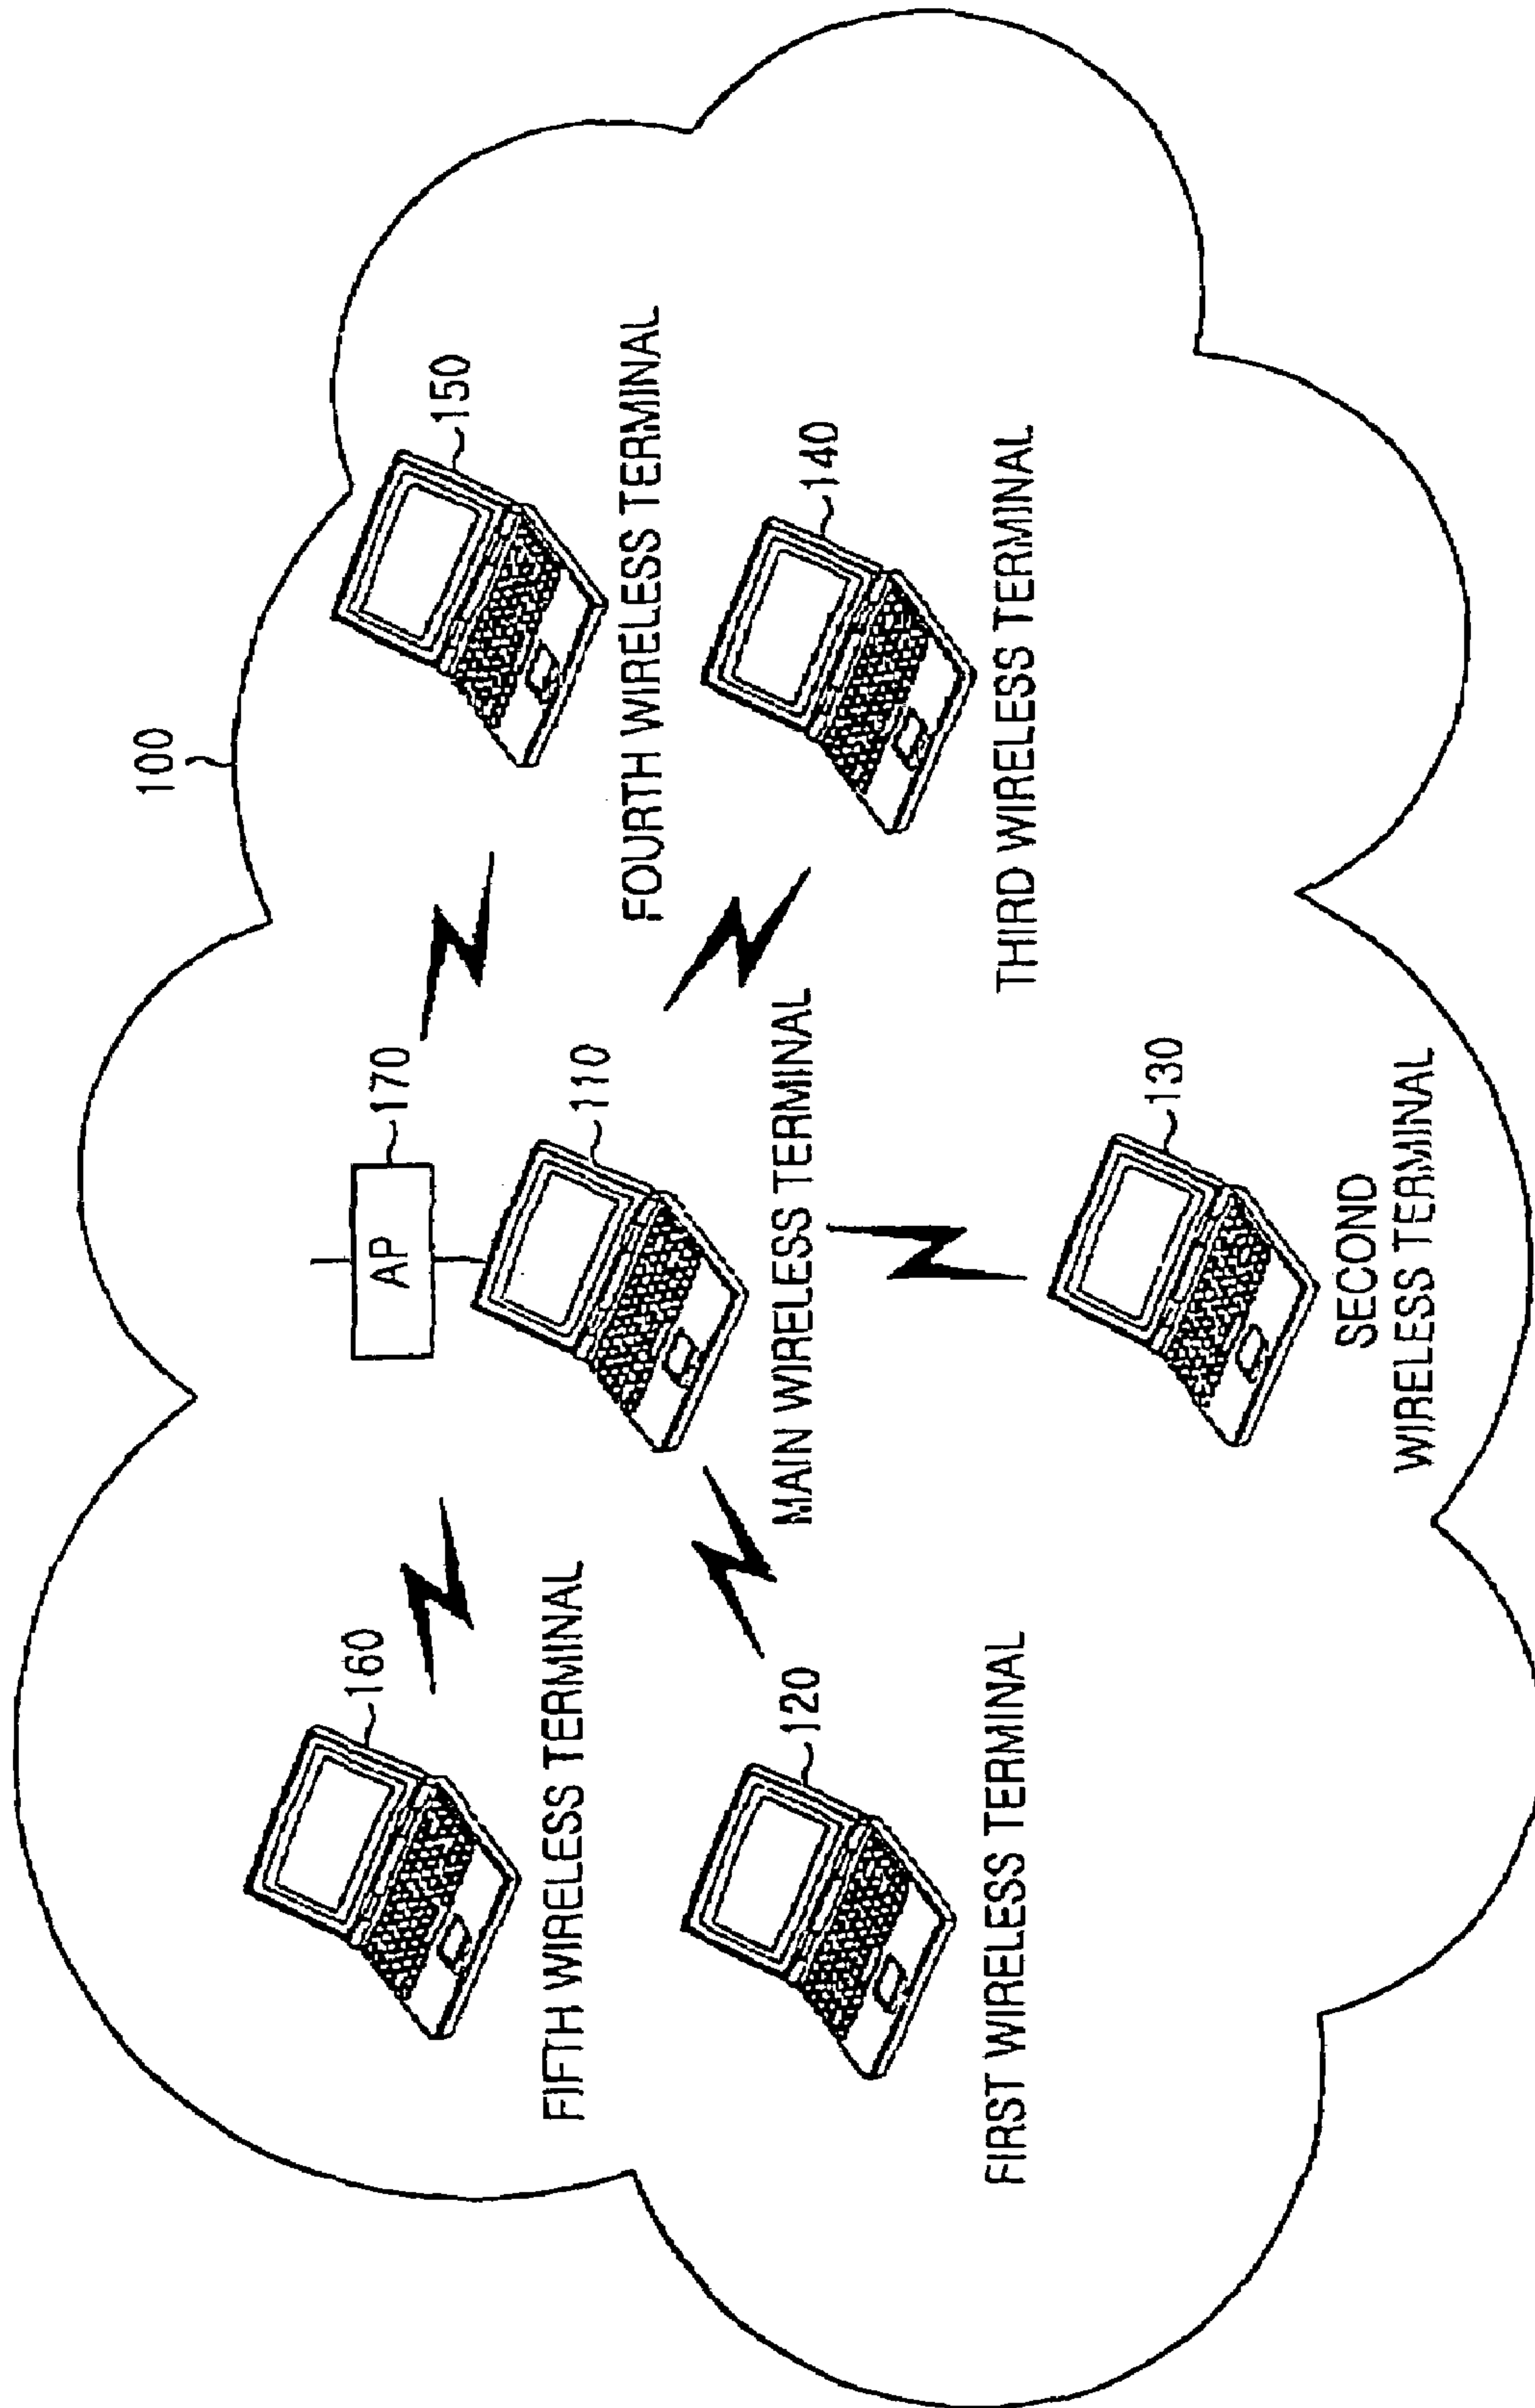 100
AP
170
110
MAIN WIRELESS TERMINAL
160
FIFTH WIRELESS TERMINAL
150
FOURTH WIRELESS TERMINAL
120
FIRST WIRELESS TERMINAL
140
THIRD WIRELESS TERMINAL
130
SECOND
WIRELESS TERMINAL